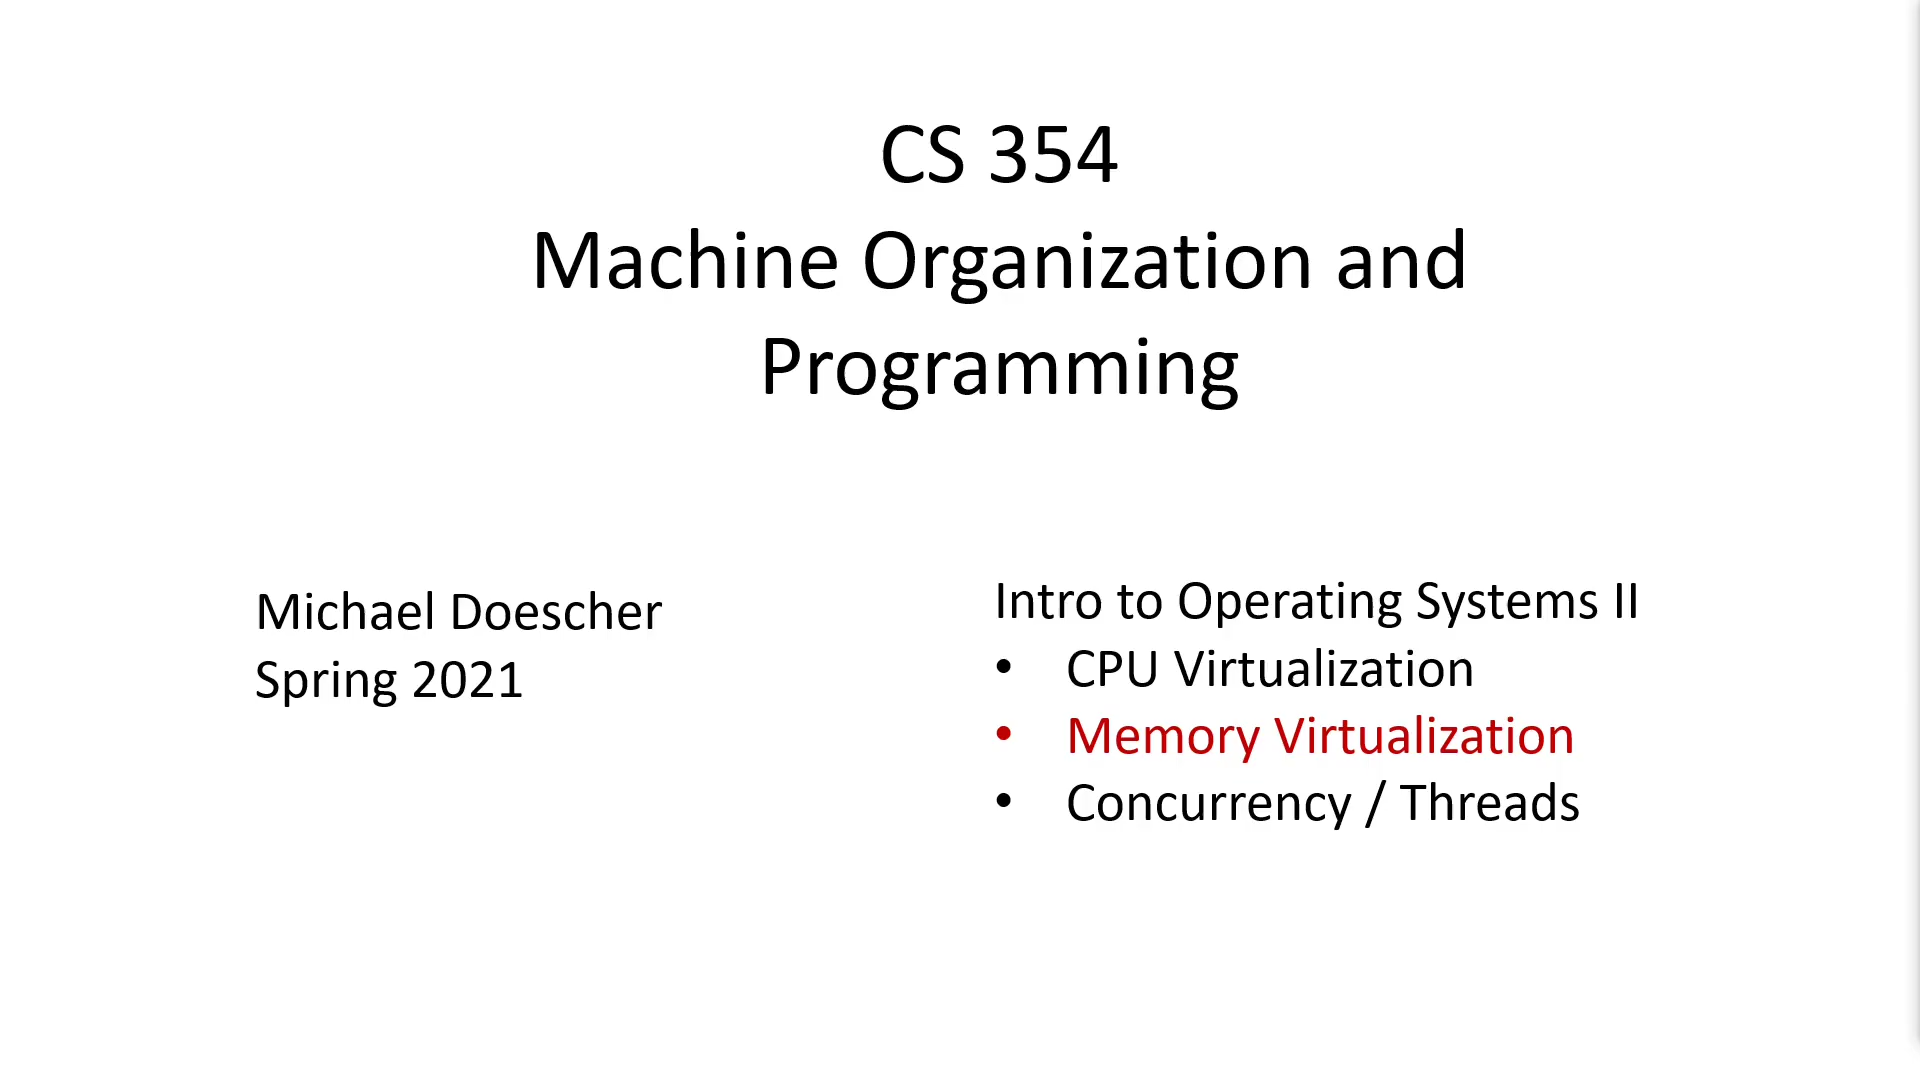 CS 354
Machine Organization and
Programming
Michael Doescher
Spring 2021
Intro to Operating Systems II
• CPU Virtualization
• Memory Virtualization
• Concurrency / Threads